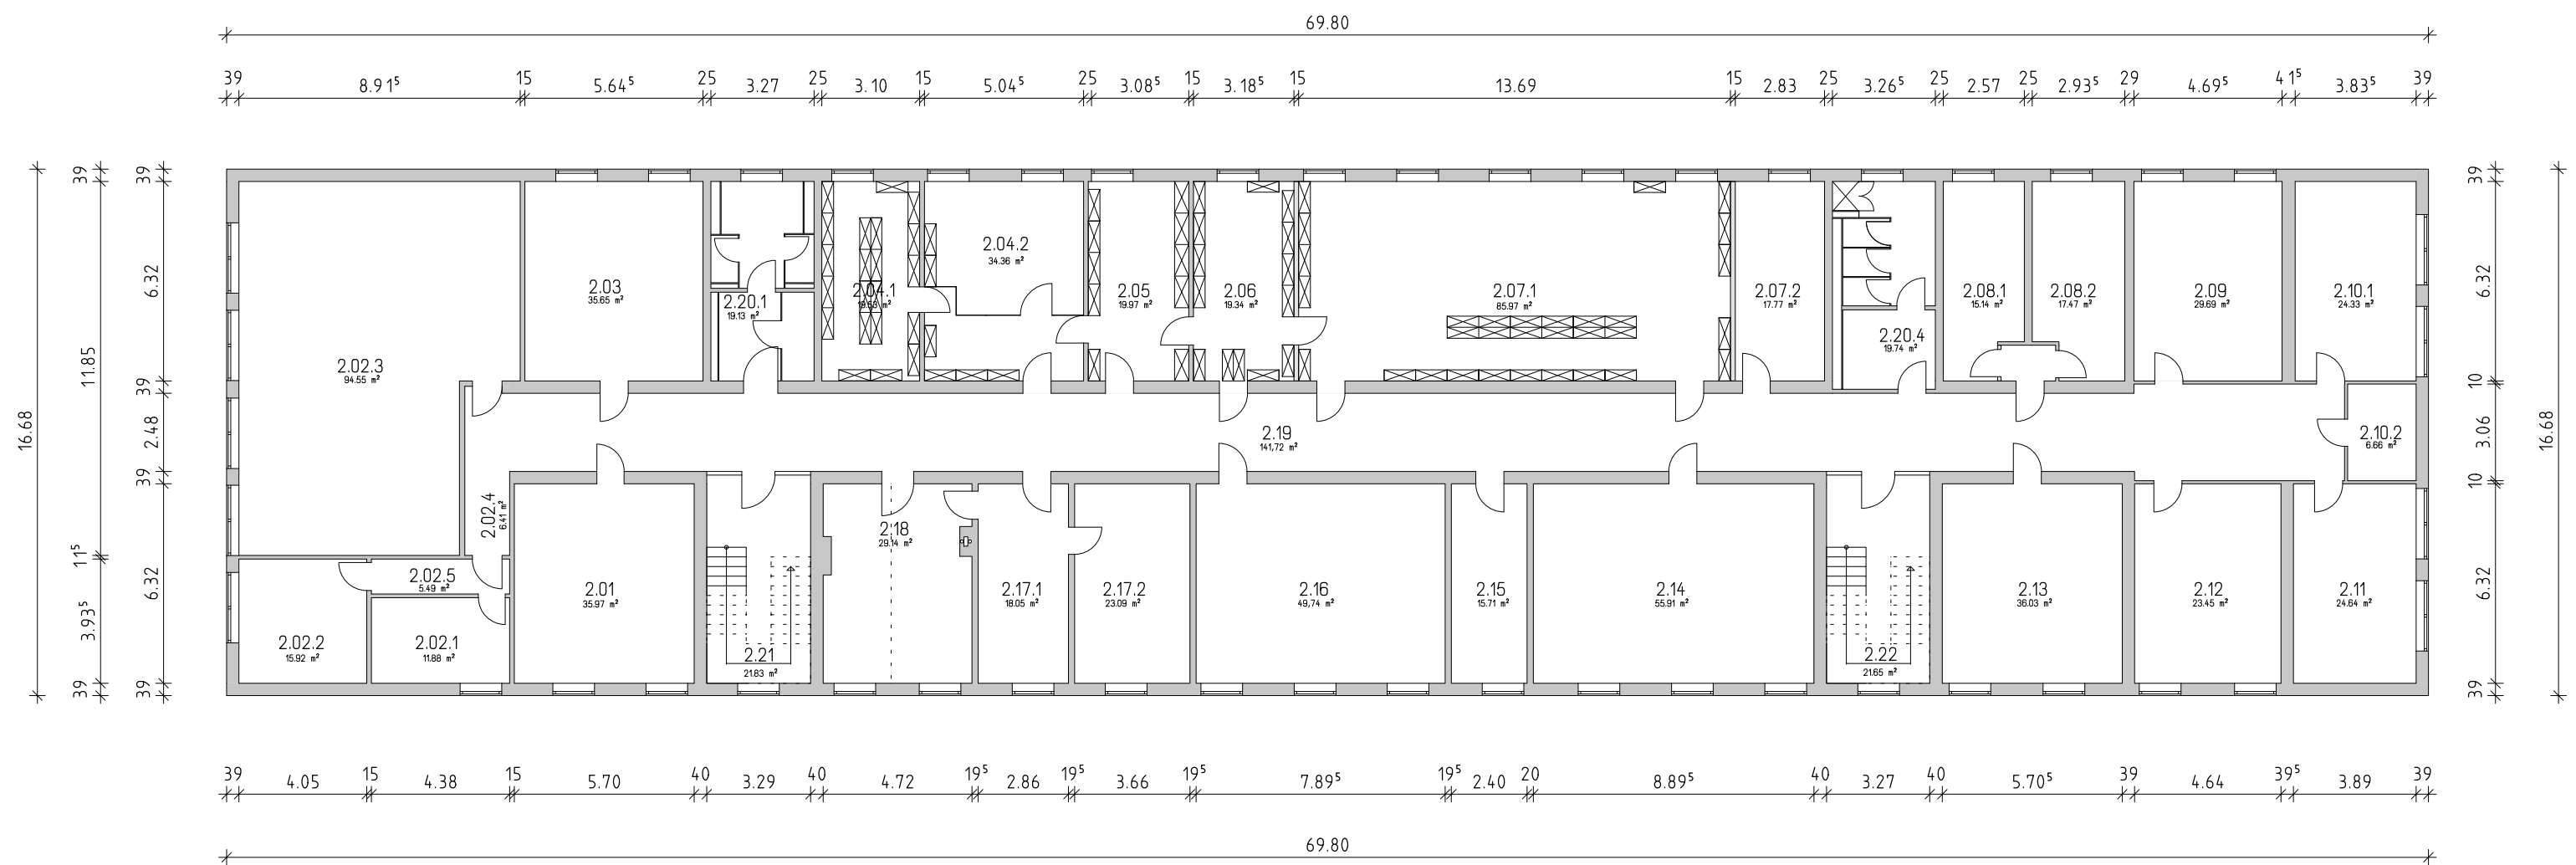 69.80
39 8.91⁵ 15 5.64⁵ 25 3.27 25 3.10 15 5.04⁵ 25 3.08⁵ 15 3.18⁵ 15 13.69 15 2.83 25 3.26⁵ 25 2.57 25 2.93⁵ 29 4.69⁵ 41⁵ 3.83⁵ 39
16.68
39 11.85 11⁵ 3.93⁵ 39
39 6.32 39 2.48 39 6.32 39
2.04.2
34.36 m²
2.03
35.65 m²
2.20.1
19.13 m²
2.04.1
2.05
19.97 m²
2.06
19.34 m²
2.07.1
85.97 m²
2.07.2
17.77 m²
2.08.1
15.14 m²
2.08.2
17.47 m²
2.09
29.69 m²
2.10.1
24.33 m²
2.20.4
19.74 m²
2.02.3
94.55 m²
2.19
141,72 m²
2.10.2
6.66 m²
2.02.4
6.41 m²
2.18
29.14 m²
2.02.5
5.49 m²
2.01
35.97 m²
2.17.1
18.05 m²
2.17.2
23.09 m²
2.16
49,74 m²
2.15
15.71 m²
2.14
55.91 m²
2.13
36.03 m²
2.12
23.45 m²
2.11
24.64 m²
2.02.2
15.92 m²
2.02.1
11.88 m²
2.21
21.83 m²
2.22
21.65 m²
39 6.32 10 3.06 10 6.32 39
16.68
39 4.05 15 4.38 15 5.70 40 3.29 40 4.72 19⁵ 2.86 19⁵ 3.66 19⁵ 7.89⁵ 19⁵ 2.40 20 8.89⁵ 40 3.27 40 5.70⁵ 39 4.64 39⁵ 3.89 39
69.80